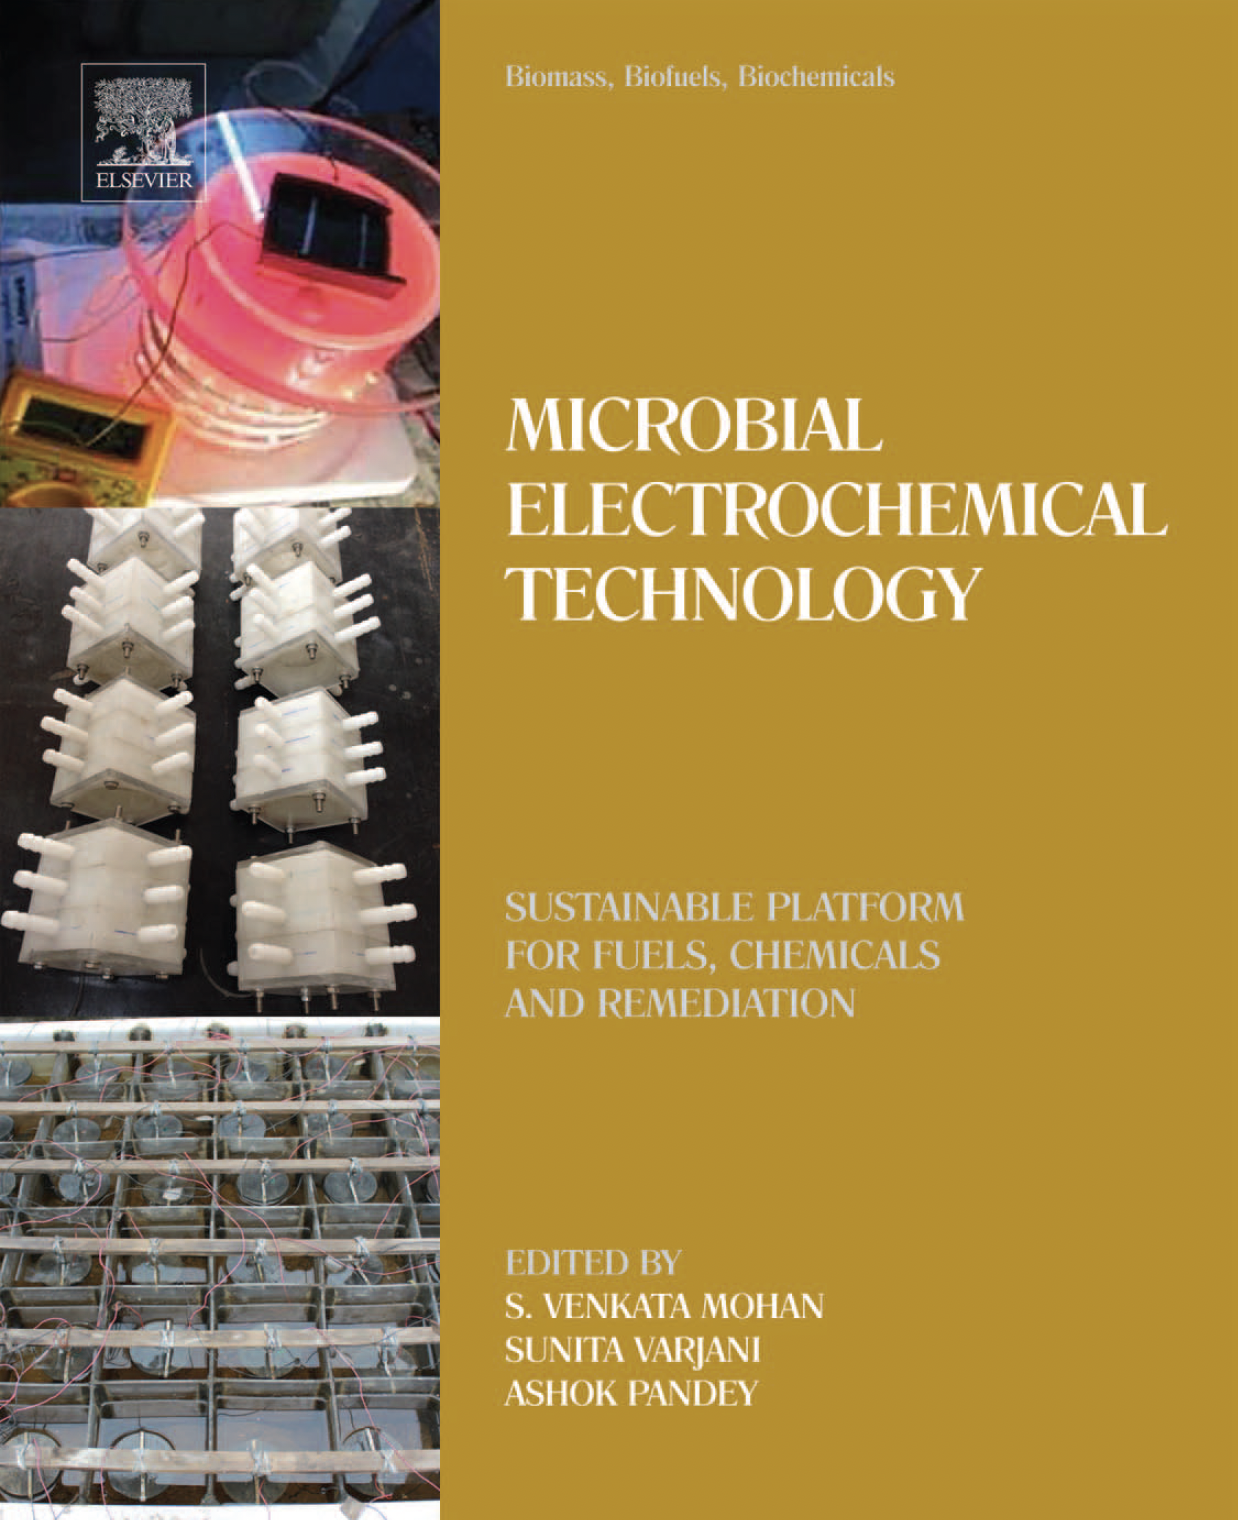 ELSEVIER
Biomass, Biofuels, Biochemicals
MICROBIAL
ELECTROCHEMICAL
TECHNOLOGY
SUSTAINABLE PLATFORM
FOR FUELS, CHEMICALS
AND REMEDIATION
EDITED BY
S. VENKATA MOHAN
SUNITA VARJANI
ASHOK PANDEY